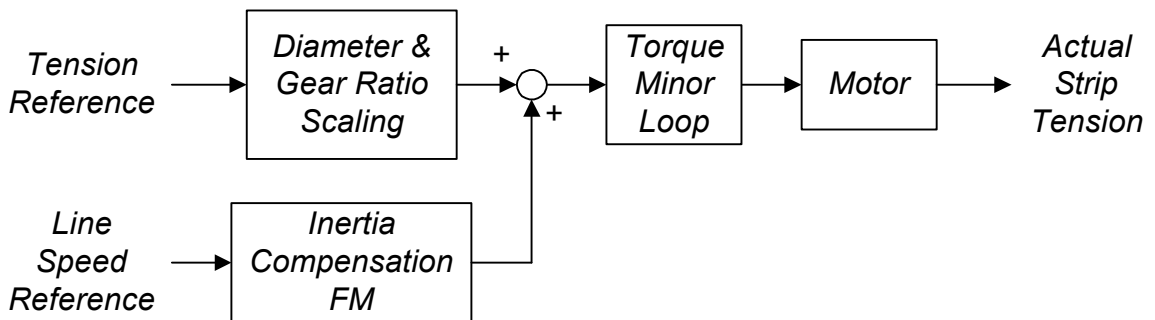 Tension
Reference
Diameter &
Gear Ratio
Scaling
+
+
Torque
Minor
Loop
Motor
Actual
Strip
Tension
Line
Speed
Reference
Inertia
Compensation
FM